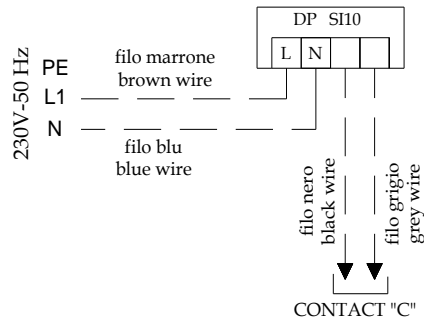 DP SI10
L N
230V-50 Hz
PE
L1
N
filo marrone
brown wire
filo blu
blue wire
filo nero
black wire
filo grigio
grey wire
CONTACT "C"